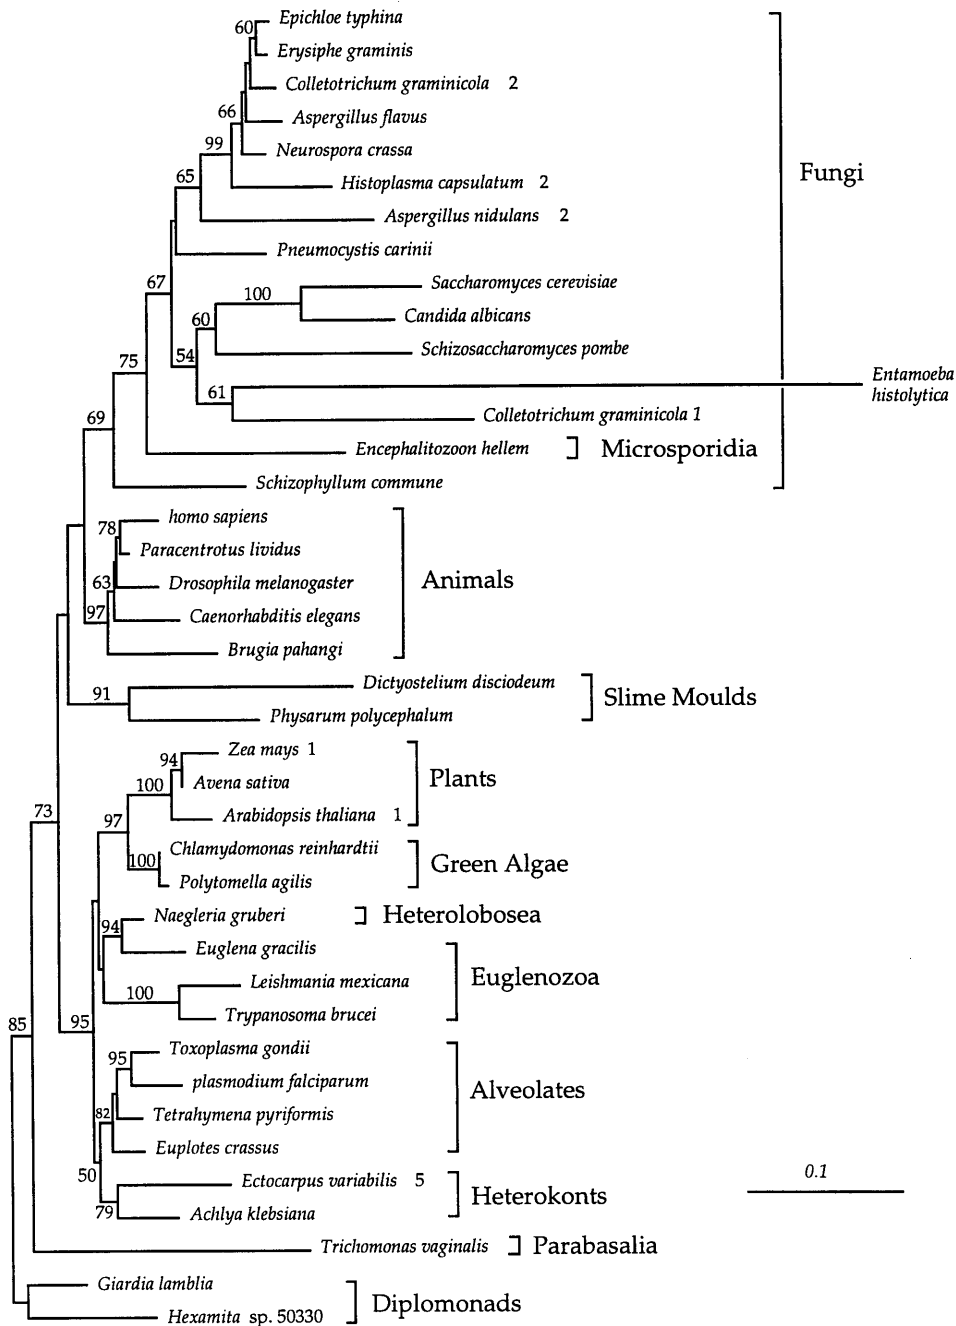 Epichloe typhina
60
Erysiphe graminis
Colletotrichum graminicola 2
66
Aspergillus flavus
99
Neurospora crassa
Fungi
65
Histoplasma capsulatum 2
Aspergillus nidulans 2
Pneumocystis carinii
67
Saccharomyces cerevisiae
100
Candida albicans
60
Schizosaccharomyces pombe
54
75
Entamoeba
histolytica
61
Colletotrichum graminicola 1
69
Encephalitozoon hellem
Microsporidia
Schizophyllum commune
homo sapiens
78
Paracentrotus lividus
63
Drosophila melanogaster
Animals
97
Caenorhabditis elegans
Brugia pahangi
Dictyostelium disciodeum
91
Slime Moulds
Physarum polycephalum
Zea mays 1
94
Avena sativa
Plants
100
Arabidopsis thaliana 1
73
97
Chlamydomonas reinhardtii
100
Green Algae
Polytomella agilis
Naegleria gruberi
Heterolobosea
94
Euglena gracilis
Leishmania mexicana
Euglenozoa
100
Trypanosoma brucei
85
95
Toxoplasma gondii
95
plasmodium falciparum
Alveolates
82
Tetrahymena pyriformis
Euplotes crassus
50
Ectocarpus variabilis 5
0.1
Heterokonts
79
Achlya klebsiana
Trichomonas vaginalis
Parabasalia
Giardia lamblia
Diplomonads
Hexamita sp. 50330